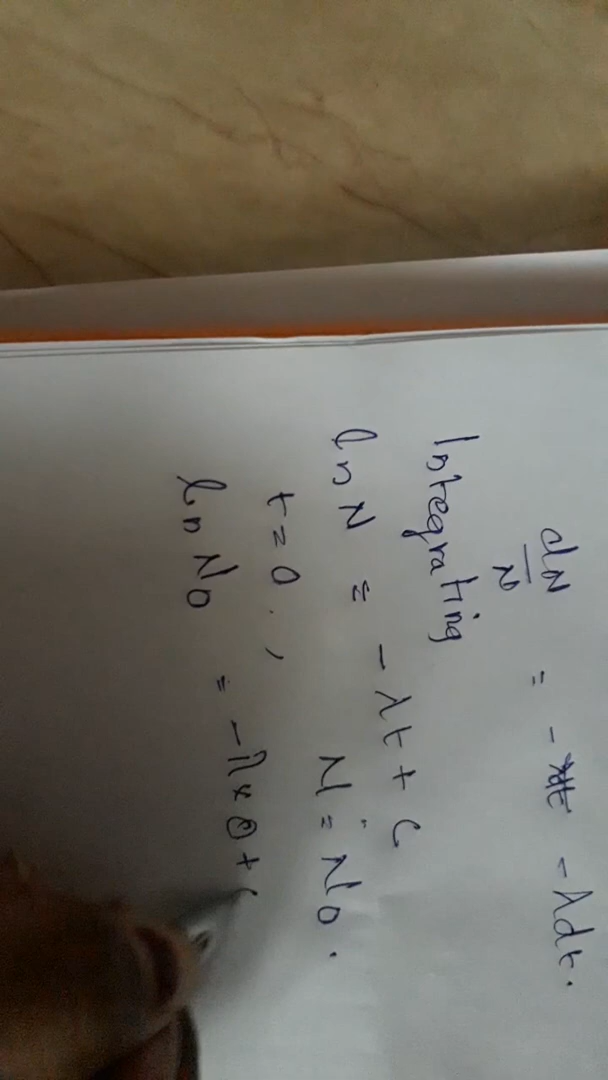 dN/N = - λdt.
Integrating
ln N = - λt + C
t = 0 , N = N₀ .
ln N₀ = - λ × 0 +